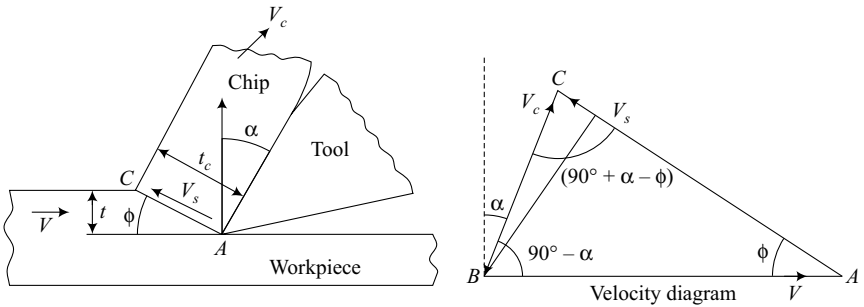 V_c
Chip
α
Tool
t_c
C
V_s
V
t
φ
A
Workpiece
C
V_c
V_s
(90° + α – φ)
α
90° – α
φ
B
V
A
Velocity diagram